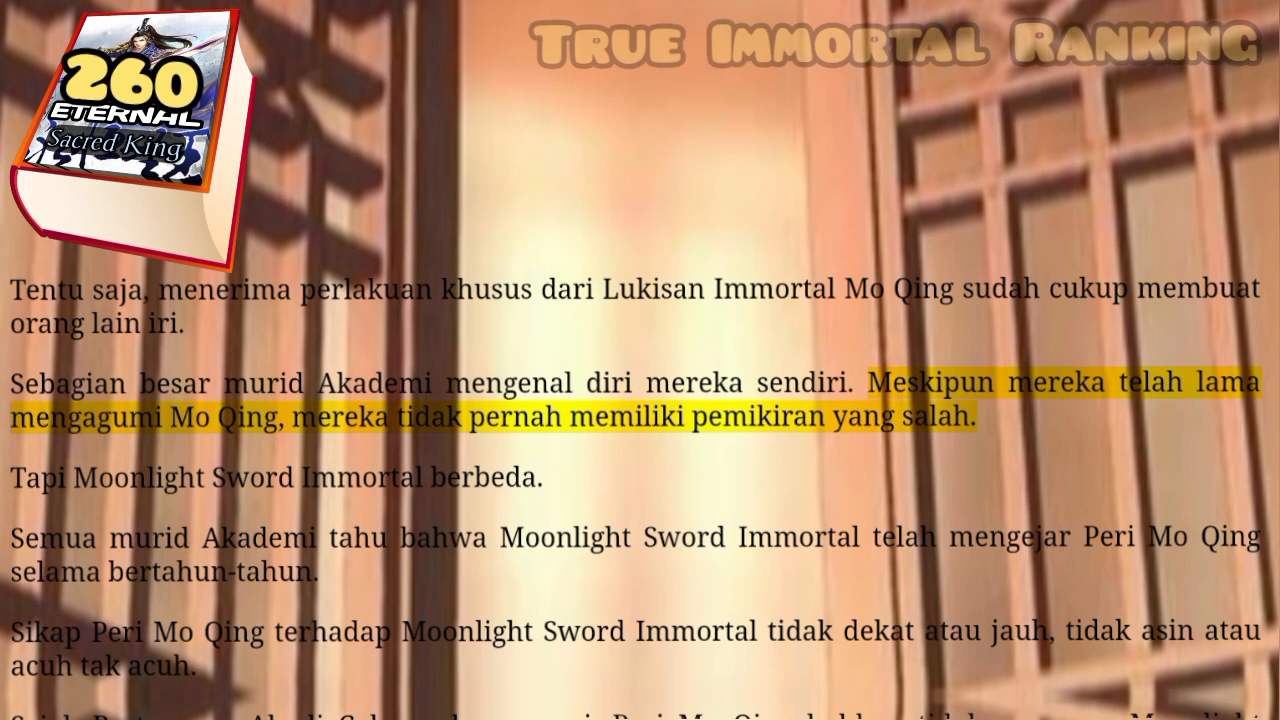 True Immortal Ranking
260
ETERNAL
Sacred King
Tentu saja, menerima perlakuan khusus dari Lukisan Immortal Mo Qing sudah cukup membuat
orang lain iri.
Sebagian besar murid Akademi mengenal diri mereka sendiri. Meskipun mereka telah lama
mengagumi Mo Qing, mereka tidak pernah memiliki pemikiran yang salah.
Tapi Moonlight Sword Immortal berbeda.
Semua murid Akademi tahu bahwa Moonlight Sword Immortal telah mengejar Peri Mo Qing
selama bertahun-tahun.
Sikap Peri Mo Qing terhadap Moonlight Sword Immortal tidak dekat atau jauh, tidak asin atau
acuh tak acuh.